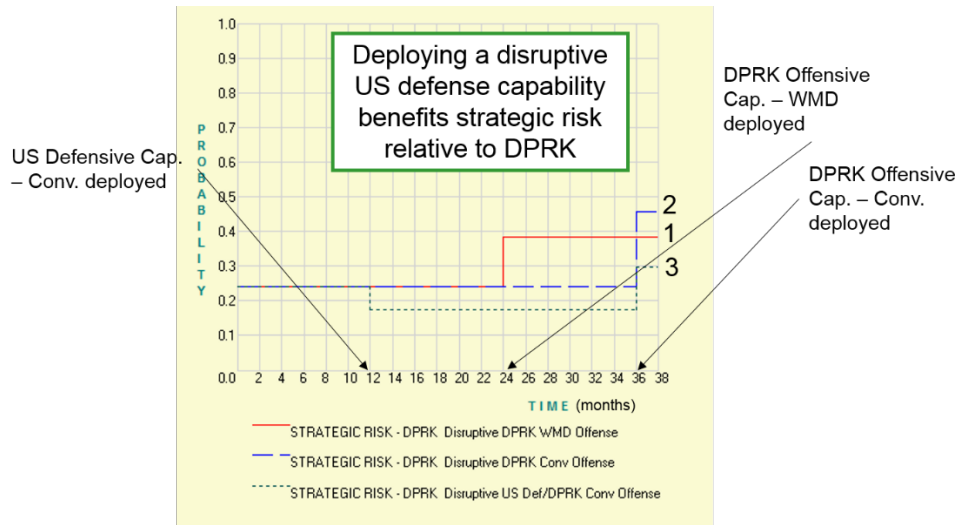 Deploying a disruptive
US defense capability
benefits strategic risk
relative to DPRK
US Defensive Cap.
– Conv. deployed
DPRK Offensive
Cap. – WMD
deployed
DPRK Offensive
Cap. – Conv.
deployed
PROBABILITY
1.0
0.9
0.8
0.7
0.6
0.5
0.4
0.3
0.2
0.1
0.0
2
1
3
2 4 6 8 10 12 14 16 18 20 22 24 26 28 30 32 34 36 38
TIME (months)
STRATEGIC RISK - DPRK Disruptive DPRK WMD Offense
STRATEGIC RISK - DPRK Disruptive DPRK Conv Offense
STRATEGIC RISK - DPRK Disruptive US Def/DPRK Conv Offense